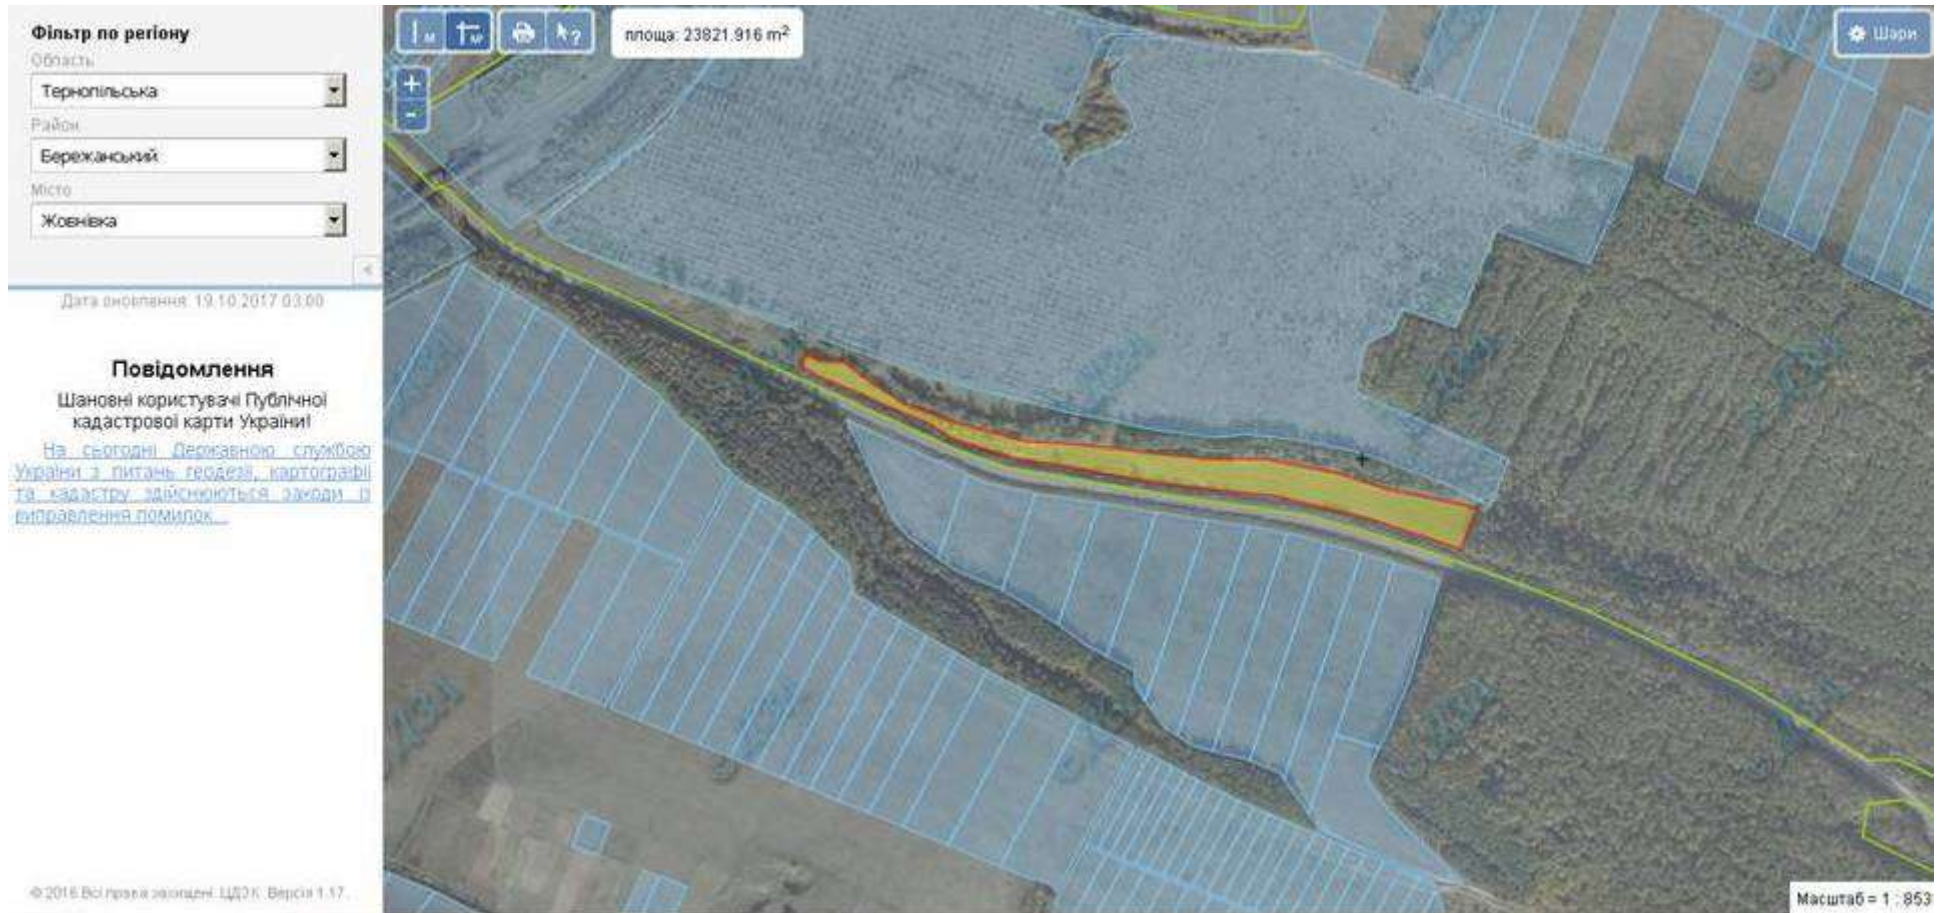 Фільтр по регіону
Область
Тернопільська
Район
Бережанський
Місто
Жовнівка
Дата оновлення: 19.10.2017 03:00
Повідомлення
Шановні користувачі Публічної
кадастрової карти України!
На сьогодні Державною службою
України з питань геодезії, картографії
та кадастру здійснюються заходи із
виправлення помилок...
© 2016 Всі права захищені. ЦДЗК. Версія 1.17.
м
м²
?
+
-
площа: 23821.916 m²
Шари
Масштаб = 1 : 853